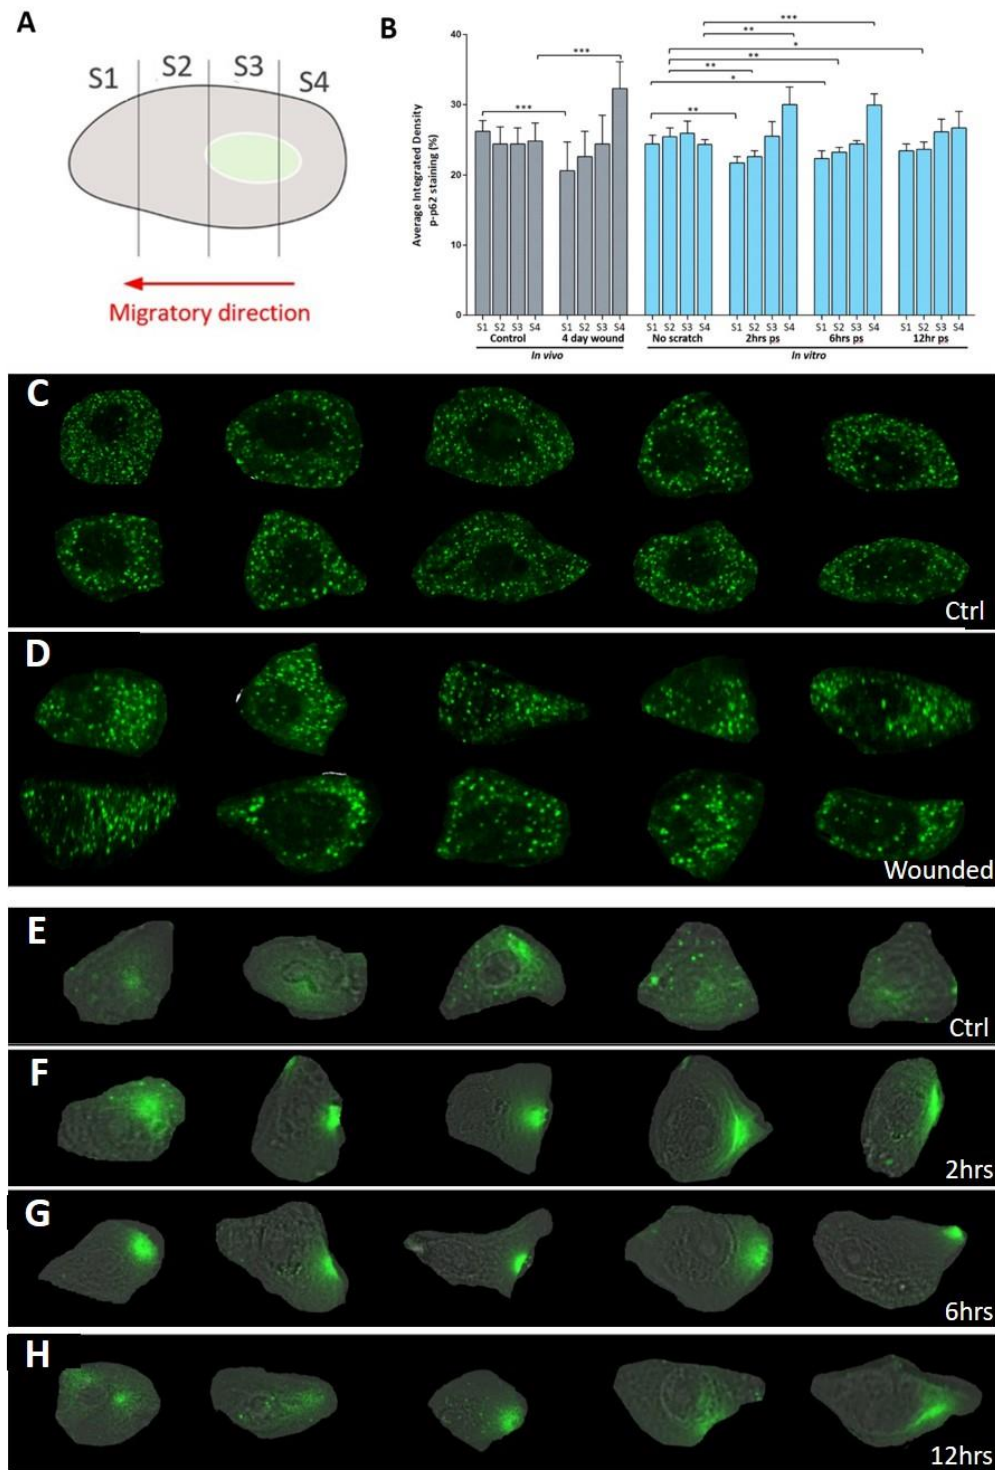 A
S1 S2 S3 S4
Migratory direction
B
Average Integrated Density
p-p62 staining (%)
40
30
20
10
0
*** *** ** * ** ** * ** ***
S1 S2 S3 S4 S1 S2 S3 S4 S1 S2 S3 S4 S1 S2 S3 S4 S1 S2 S3 S4 S1 S2 S3 S4
Control 4 day wound No scratch 2hrs ps 6hrs ps 12hr ps
In vivo In vitro
C
Ctrl
D
Wounded
E
Ctrl
F
2hrs
G
6hrs
H
12hrs